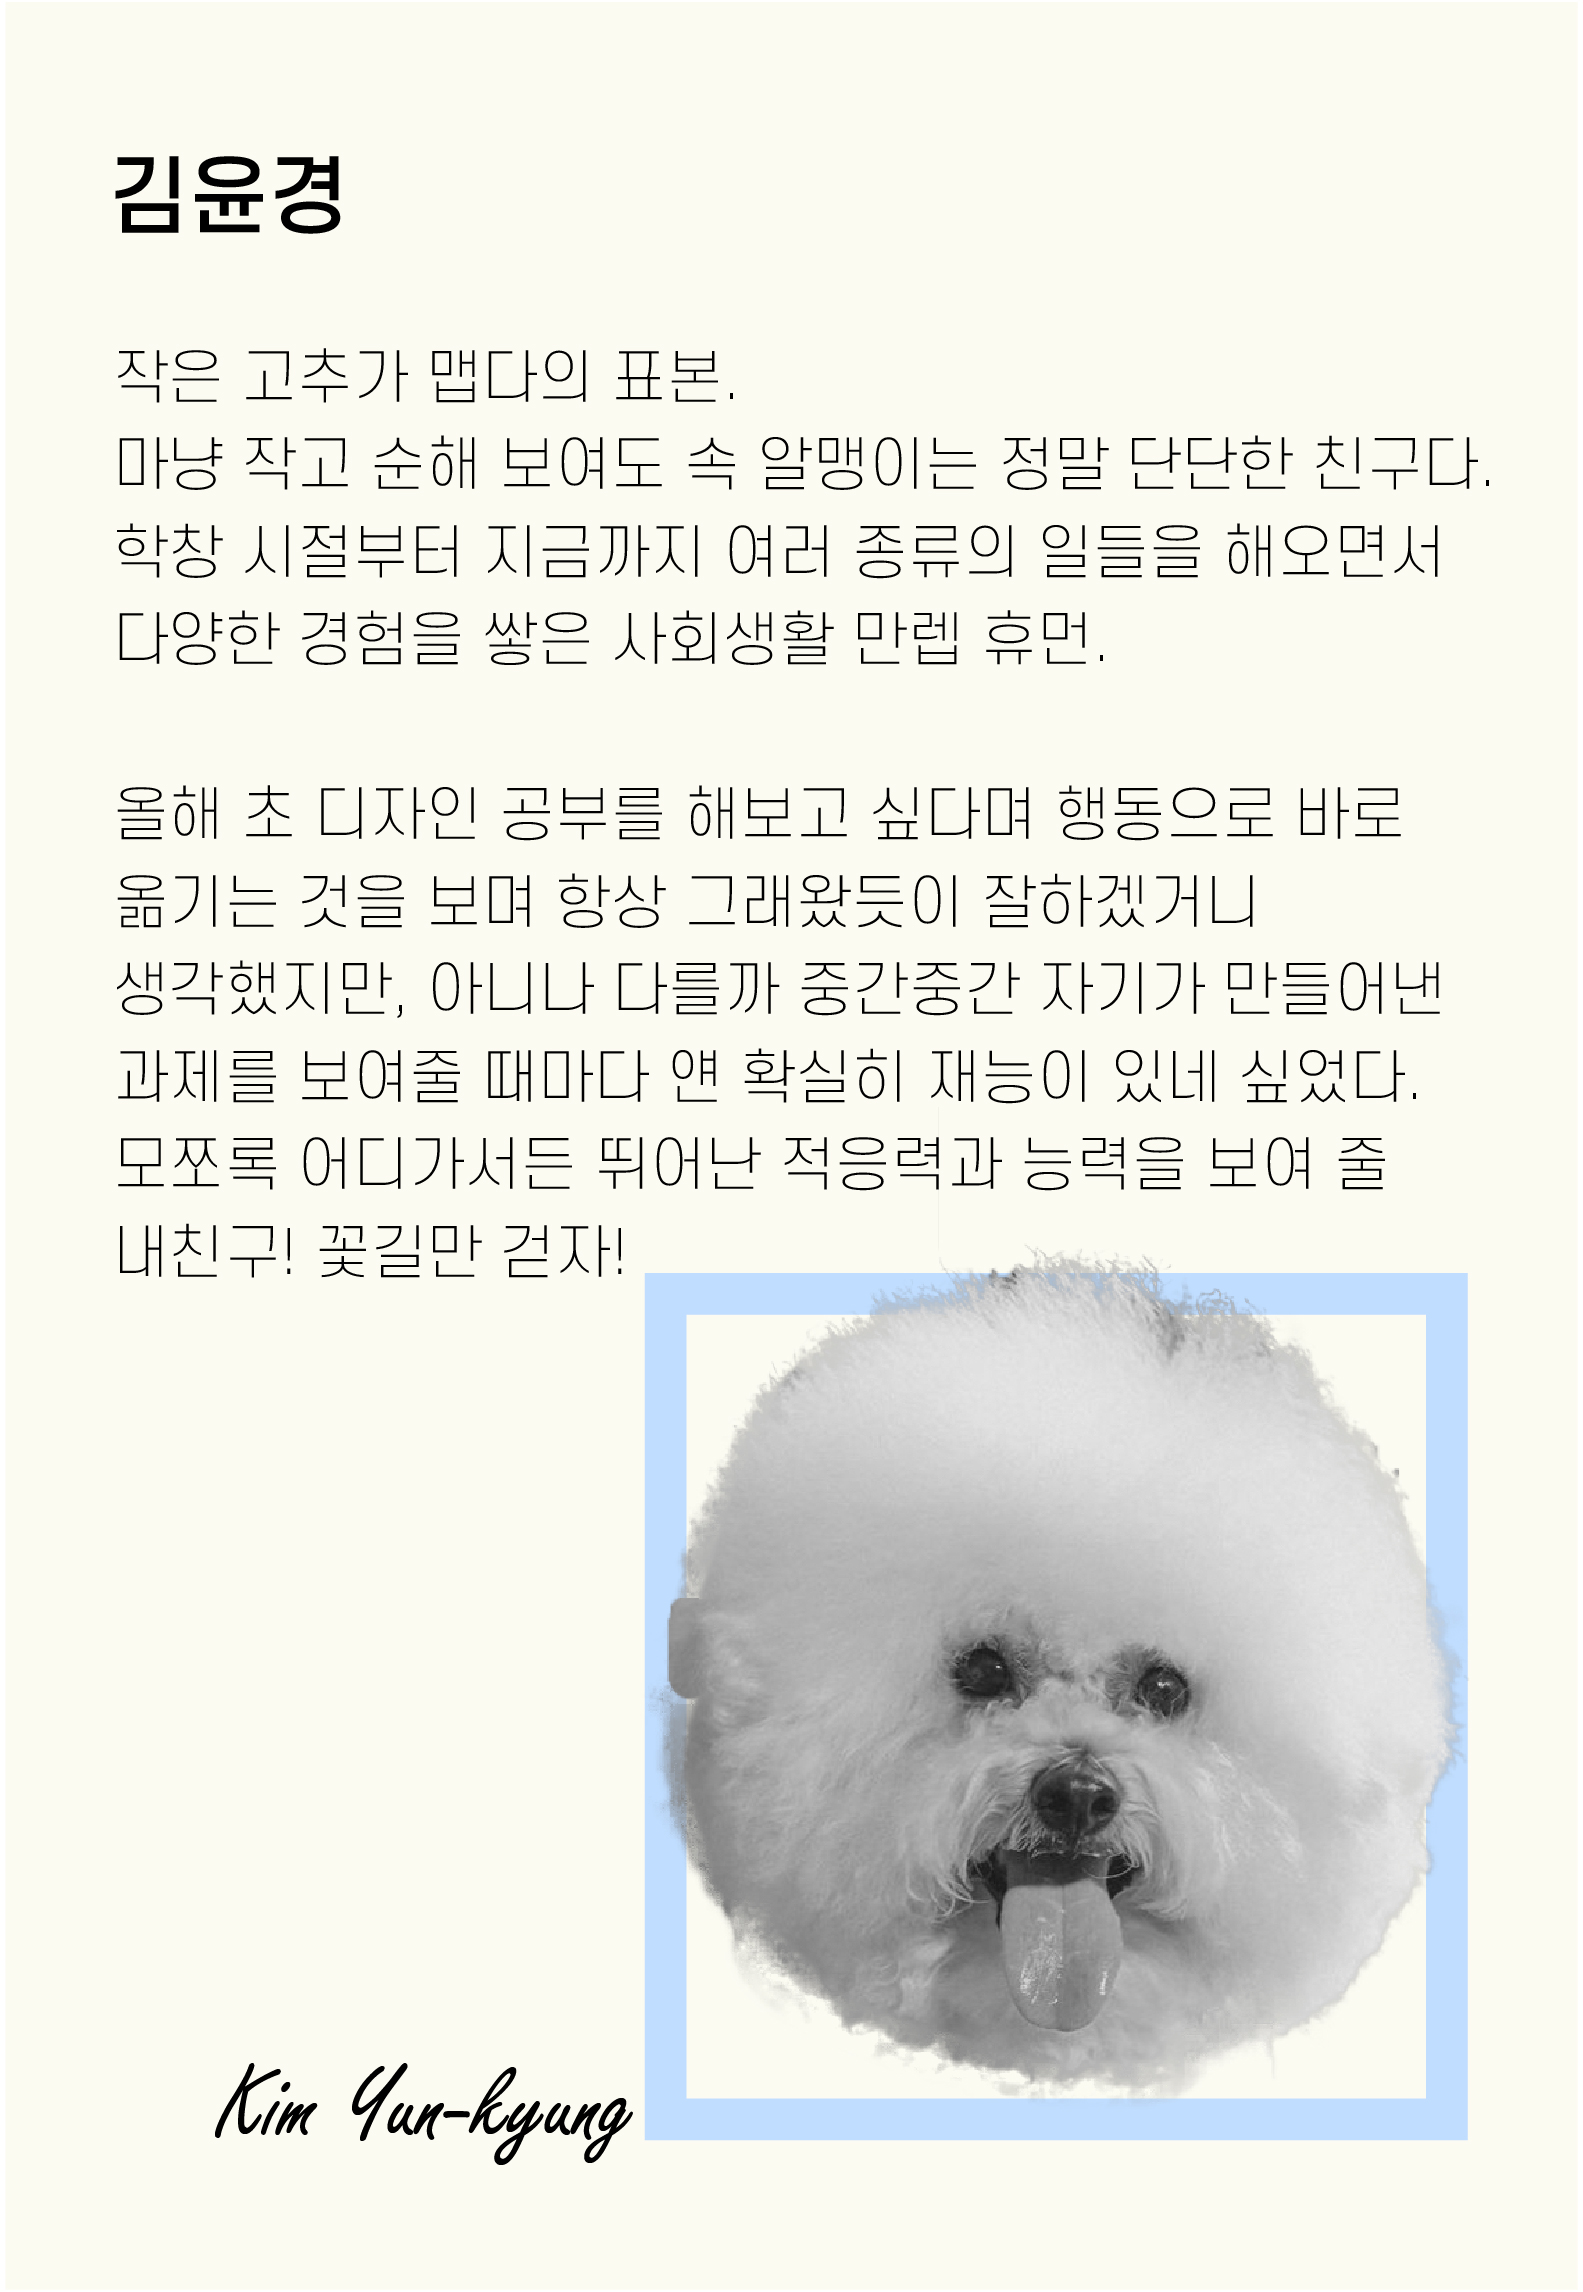 김윤경
작은 고추가 맵다의 표본.
마냥 작고 순해 보여도 속 알맹이는 정말 단단한 친구다.
학창 시절부터 지금까지 여러 종류의 일들을 해오면서
다양한 경험을 쌓은 사회생활 만렙 휴먼.
올해 초 디자인 공부를 해보고 싶다며 행동으로 바로
옮기는 것을 보며 항상 그래왔듯이 잘하겠거니
생각했지만, 아니나 다를까 중간중간 자기가 만들어낸
과제를 보여줄 때마다 얜 확실히 재능이 있네 싶었다.
모쪼록 어디가서든 뛰어난 적응력과 능력을 보여 줄
내친구! 꽃길만 걷자!
Kim Yun-kyung